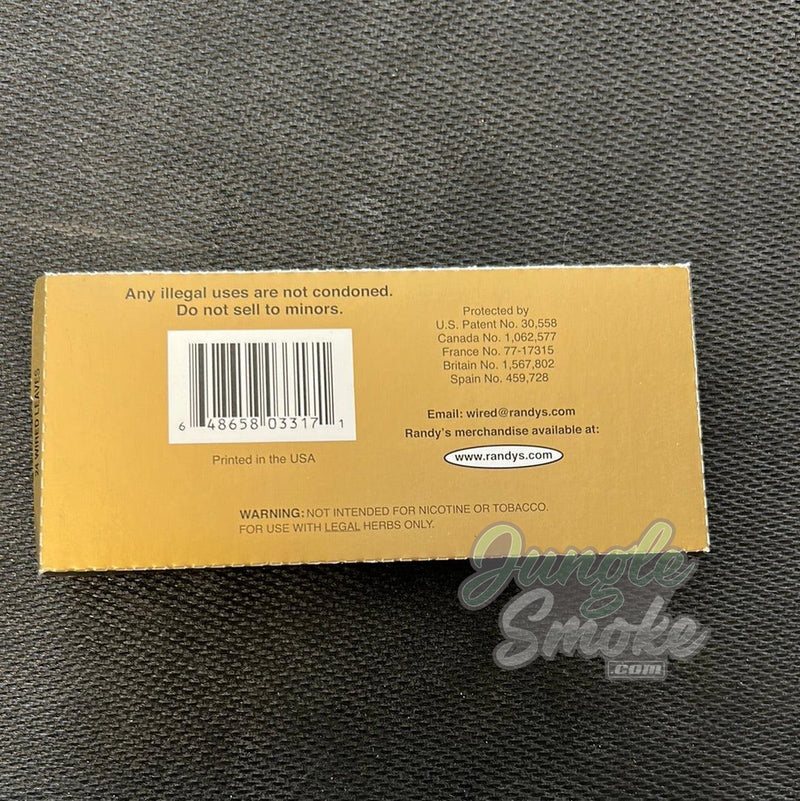 24 WIRED LEAVES
Any illegal uses are not condoned.
Do not sell to minors.
6 48658 03317 1
Printed in the USA
Protected by
U.S. Patent No. 30,558
Canada No. 1,062,577
France No. 77-17315
Britain No. 1,567,802
Spain No. 459,728
Email: wired@randys.com
Randy's merchandise available at:
www.randys.com
WARNING: NOT INTENDED FOR NICOTINE OR TOBACCO.
FOR USE WITH LEGAL HERBS ONLY.
Jungle
Smoke
.com